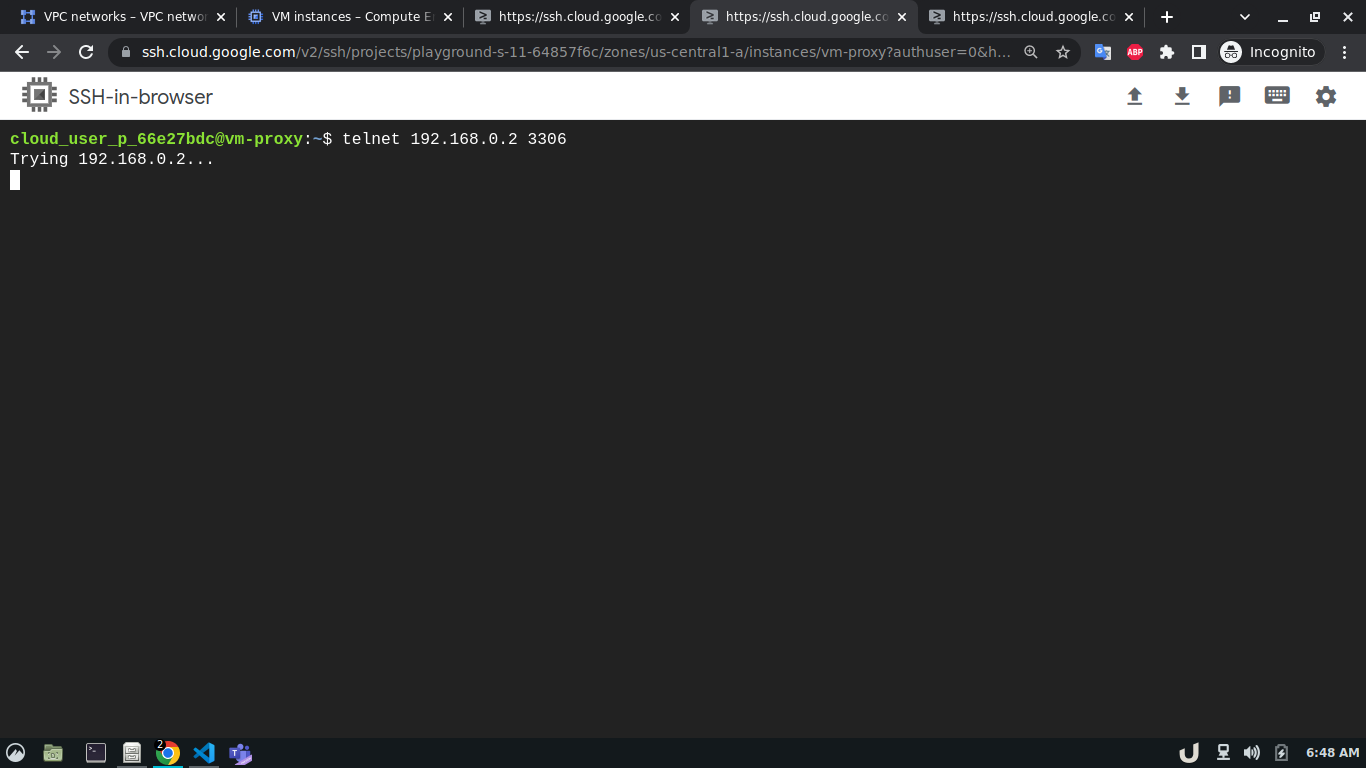 VPC networks – VPC networ
VM instances – Compute E
https://ssh.cloud.google.co
https://ssh.cloud.google.co
https://ssh.cloud.google.co
ssh.cloud.google.com/v2/ssh/projects/playground-s-11-64857f6c/zones/us-central1-a/instances/vm-proxy?authuser=0&h...
ABP
Incognito
SSH-in-browser
cloud_user_p_66e27bdc@vm-proxy:~$ telnet 192.168.0.2 3306
Trying 192.168.0.2...
2
6:48 AM